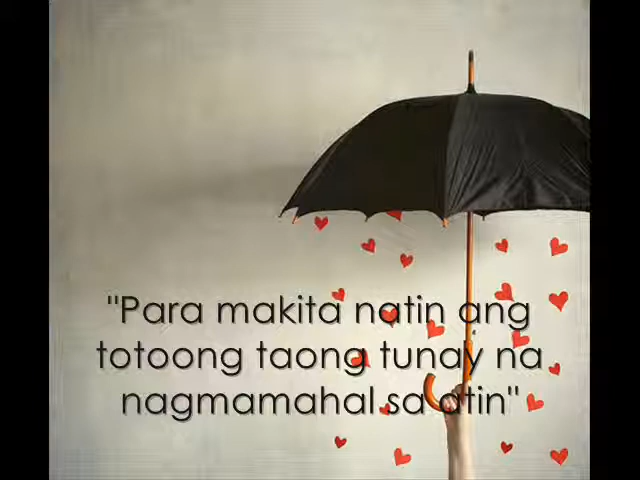 "Para makita natin ang
totoong taong tunay na
nagmamahal sa atin"